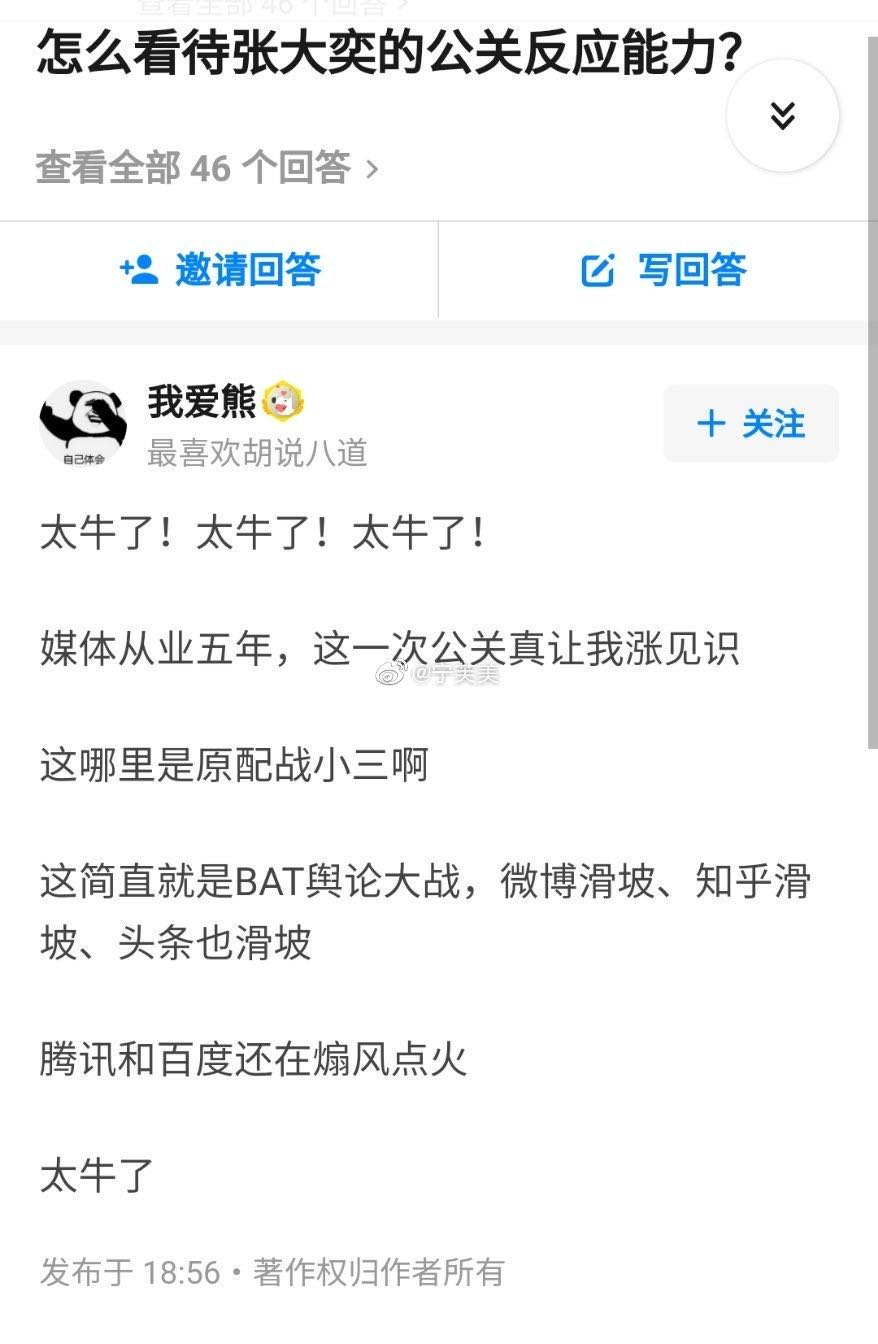 查看全部 46 个回答
怎么看待张大奕的公关反应能力？
查看全部 46 个回答 >
邀请回答
写回答
我爱熊
最喜欢胡说八道
自己体会
+ 关注
太牛了！太牛了！太牛了！
媒体从业五年，这一次公关真让我涨见识
@宁芙美
这哪里是原配战小三啊
这简直就是BAT舆论大战，微博滑坡、知乎滑
坡、头条也滑坡
腾讯和百度还在煽风点火
太牛了
发布于 18:56 · 著作权归作者所有